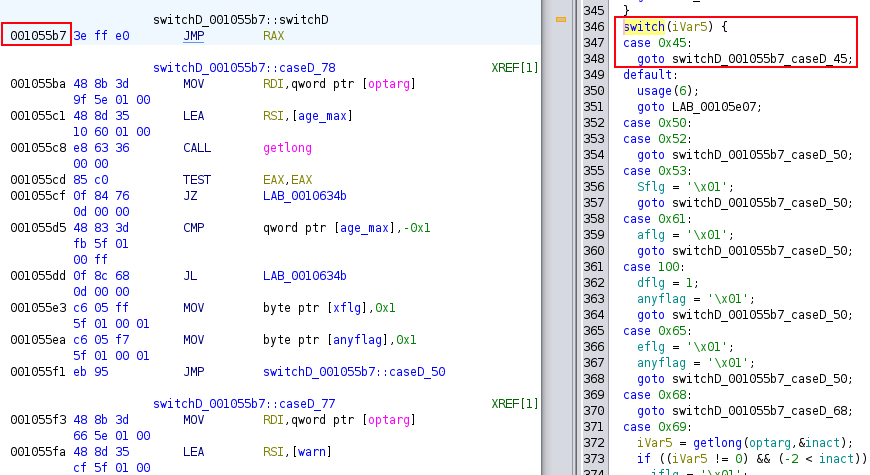 switchD_001055b7::switchD
001055b7 3e ff e0 JMP RAX
switchD_001055b7::caseD_78 XREF[1]
001055ba 48 8b 3d MOV RDI,qword ptr [optarg]
9f 5e 01 00
001055c1 48 8d 35 LEA RSI,[age_max]
10 60 01 00
001055c8 e8 63 36 CALL getlong
00 00
001055cd 85 c0 TEST EAX,EAX
001055cf 0f 84 76 JZ LAB_0010634b
0d 00 00
001055d5 48 83 3d CMP qword ptr [age_max],-0x1
fb 5f 01
00 ff
001055dd 0f 8c 68 JL LAB_0010634b
0d 00 00
001055e3 c6 05 ff MOV byte ptr [xflg],0x1
5f 01 00 01
001055ea c6 05 f7 MOV byte ptr [anyflag],0x1
5f 01 00 01
001055f1 eb 95 JMP switchD_001055b7::caseD_50
switchD_001055b7::caseD_77 XREF[1]
001055f3 48 8b 3d MOV RDI,qword ptr [optarg]
66 5e 01 00
001055fa 48 8d 35 LEA RSI,[warn]
cf 5f 01 00
345 }
346 switch(iVar5) {
347 case 0x45:
348 goto switchD_001055b7_caseD_45;
349 default:
350 usage(6);
351 goto LAB_00105e07;
352 case 0x50:
353 case 0x52:
354 goto switchD_001055b7_caseD_50;
355 case 0x53:
356 Sflg = '\x01';
357 goto switchD_001055b7_caseD_50;
358 case 0x61:
359 aflg = '\x01';
360 goto switchD_001055b7_caseD_50;
361 case 100:
362 dflg = 1;
363 anyflag = '\x01';
364 goto switchD_001055b7_caseD_50;
365 case 0x65:
366 eflg = '\x01';
367 anyflag = '\x01';
368 goto switchD_001055b7_caseD_50;
369 case 0x68:
370 goto switchD_001055b7_caseD_68;
371 case 0x69:
372 iVar5 = getlong(optarg,&inact);
373 if ((iVar5 != 0) && (-2 < inact))
374 iflg = '\x01';